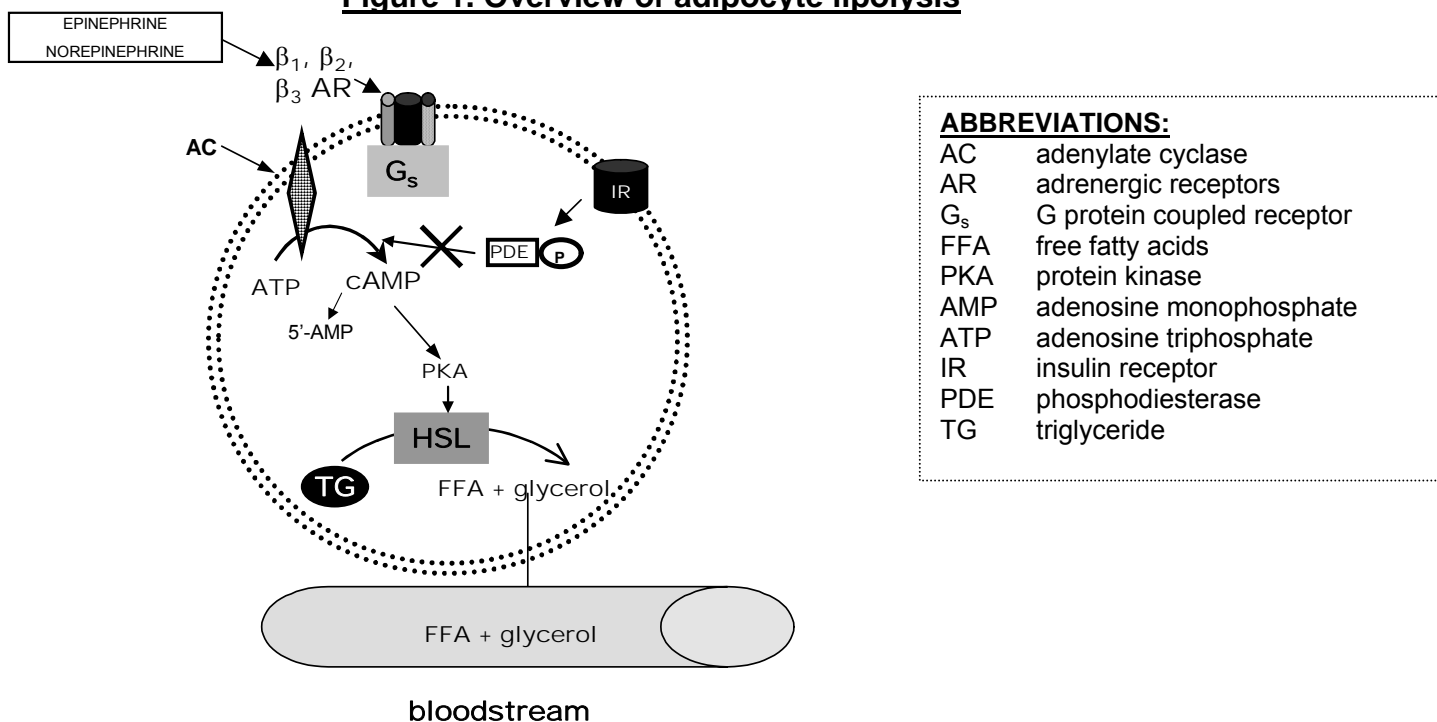 Figure 1. Overview of adipocyte lipolysis
EPINEPHRINE
NOREPINEPHRINE
β1, β2,
β3 AR
AC
Gs
IR
PDE
P
ATP
cAMP
5'-AMP
PKA
HSL
TG
FFA + glycerol
FFA + glycerol
bloodstream
ABBREVIATIONS:
AC adenylate cyclase
AR adrenergic receptors
Gs G protein coupled receptor
FFA free fatty acids
PKA protein kinase
AMP adenosine monophosphate
ATP adenosine triphosphate
IR insulin receptor
PDE phosphodiesterase
TG triglyceride